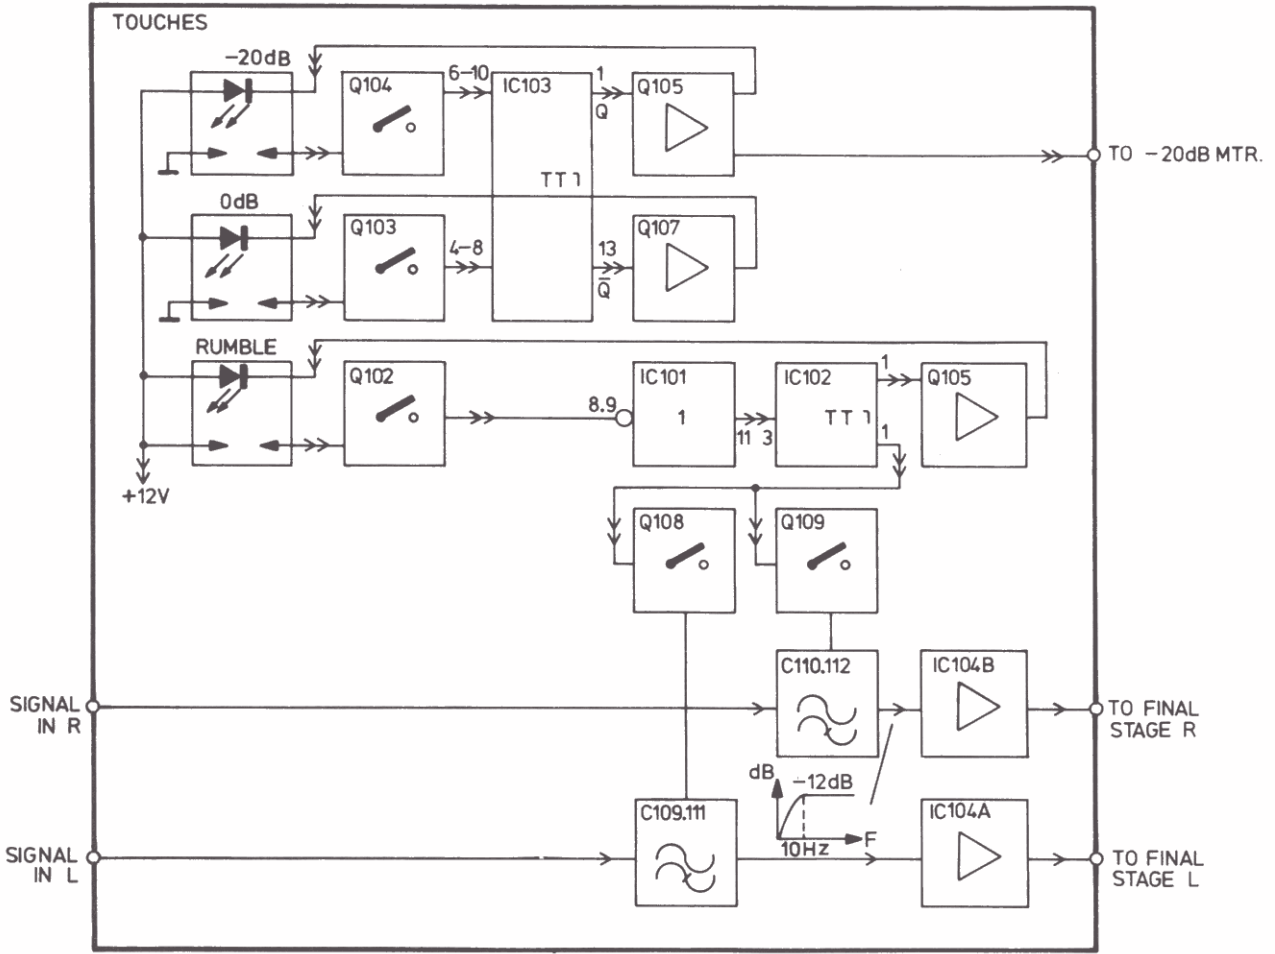 TOUCHES
-20dB
Q104
6-10
IC103
1
Q
Q105
TT
TO -20dB MTR.
0dB
Q103
4-8
13
Q̅
Q107
RUMBLE
Q102
8.9
IC101
1
11 3
IC102
TT
1
1
Q105
+12V
Q108
Q109
SIGNAL
IN R
C110.112
IC104B
TO FINAL
STAGE R
dB
-12dB
10Hz
F
SIGNAL
IN L
C109.111
IC104A
TO FINAL
STAGE L